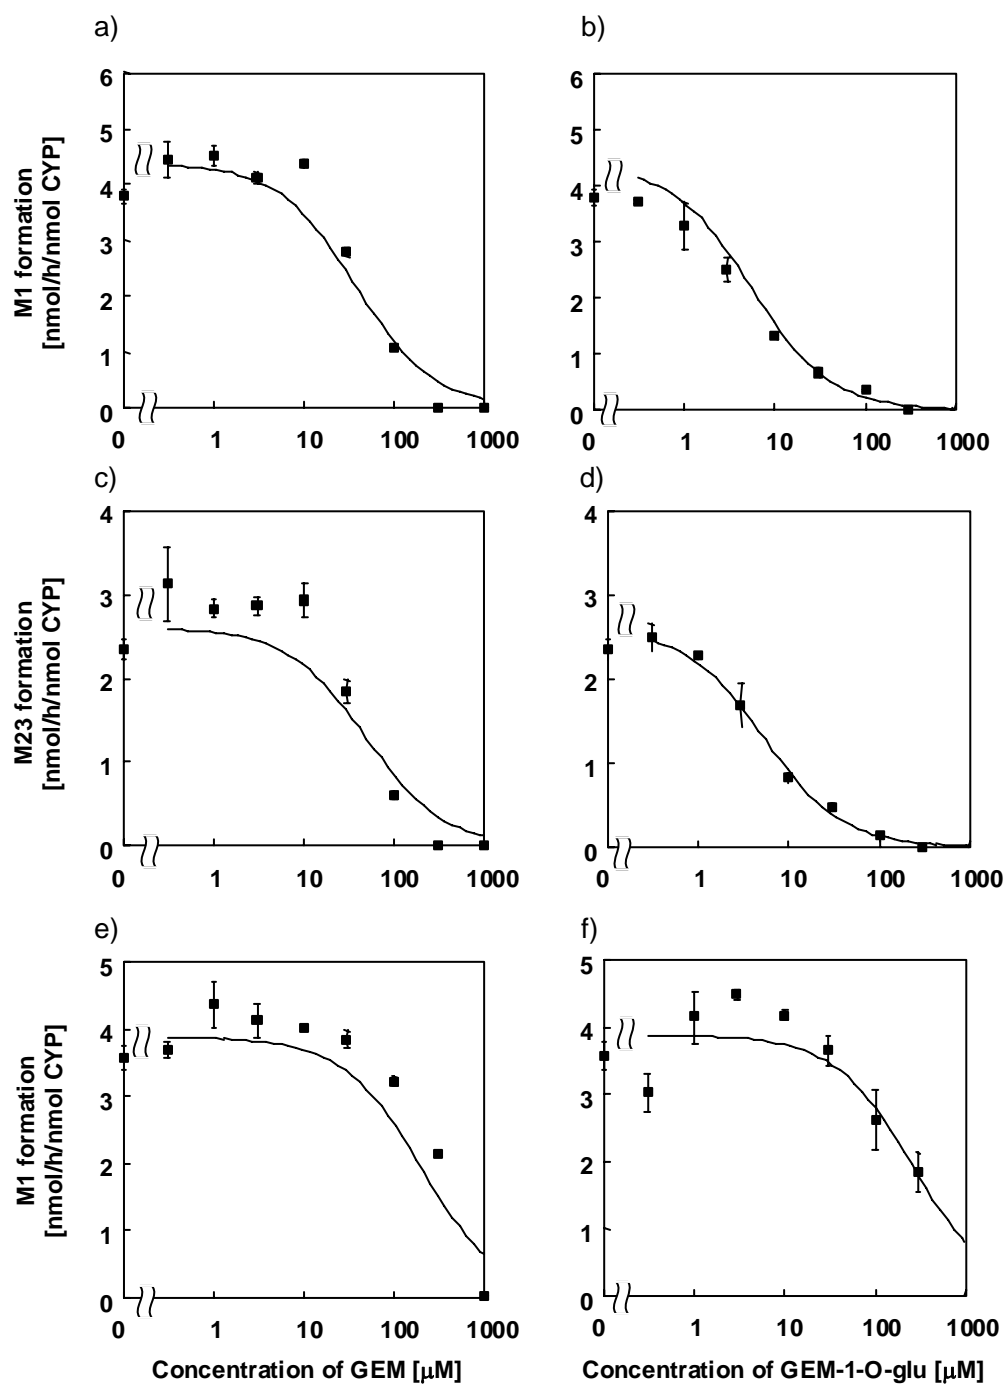 a)
b)
M1 formation
[nmol/h/nmol CYP]
6
5
4
3
2
1
0
0 1 10 100 1000
6
5
4
3
2
1
0
0 1 10 100 1000
c)
d)
M23 formation
[nmol/h/nmol CYP]
4
3
2
1
0
0 1 10 100 1000
4
3
2
1
0
0 1 10 100 1000
e)
f)
M1 formation
[nmol/h/nmol CYP]
5
4
3
2
1
0
0 1 10 100 1000
5
4
3
2
1
0
0 1 10 100 1000
Concentration of GEM [μM]
Concentration of GEM-1-O-glu [μM]